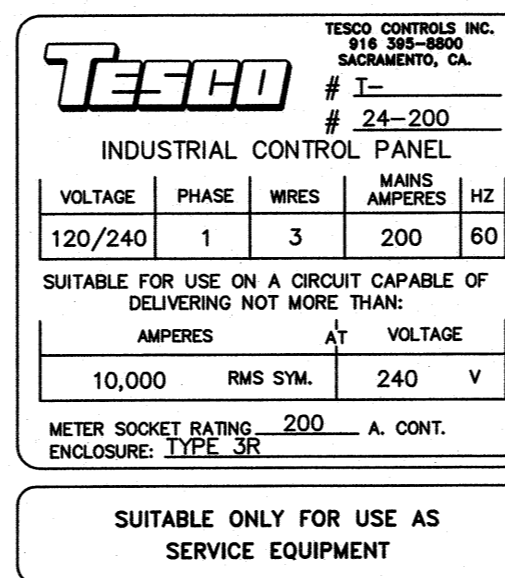 TESCO
TESCO CONTROLS INC.
916 395-8800
SACRAMENTO, CA.
# T-
# 24-200
INDUSTRIAL CONTROL PANEL
VOLTAGE PHASE WIRES MAINS AMPERES HZ
120/240 1 3 200 60
SUITABLE FOR USE ON A CIRCUIT CAPABLE OF
DELIVERING NOT MORE THAN:
AMPERES AT VOLTAGE
10,000 RMS SYM. 240 V
METER SOCKET RATING 200 A. CONT.
ENCLOSURE: TYPE 3R
SUITABLE ONLY FOR USE AS
SERVICE EQUIPMENT